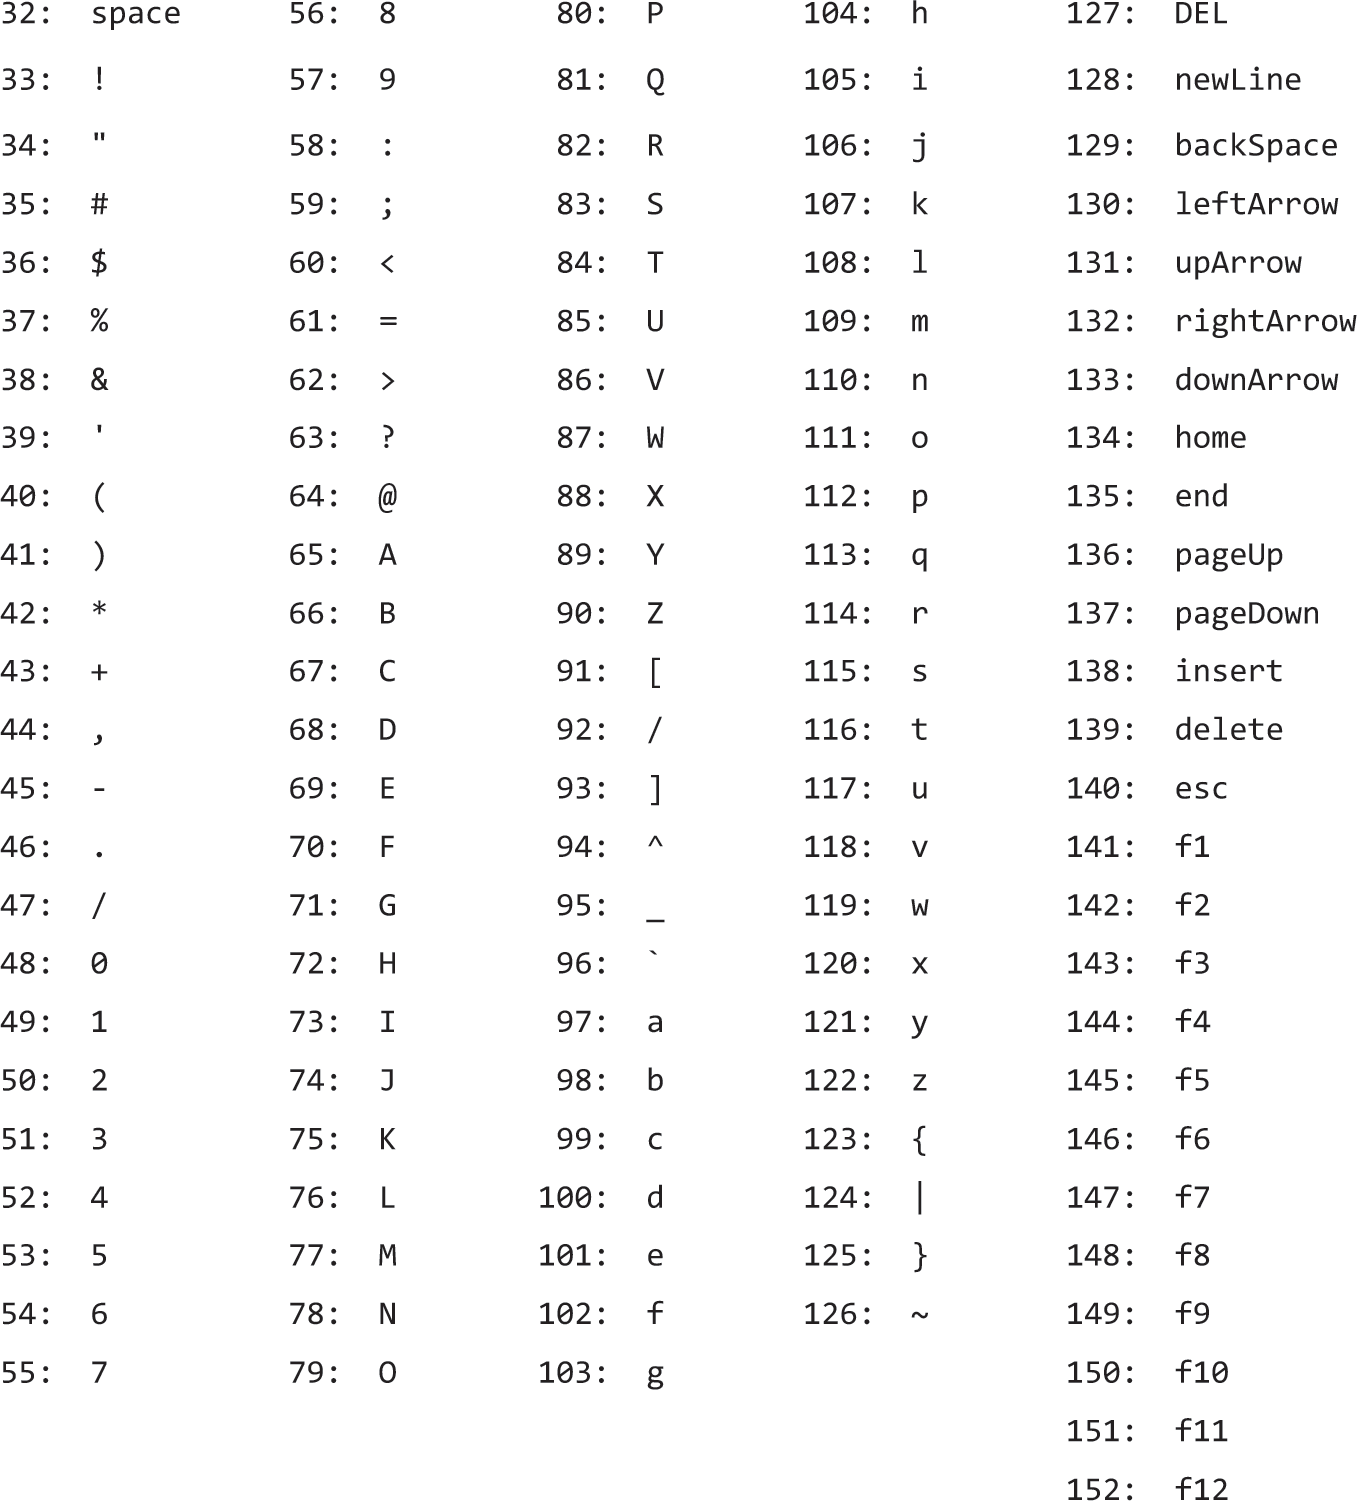 32: space 56: 8 80: P 104: h 127: DEL
33: ! 57: 9 81: Q 105: i 128: newLine
34: " 58: : 82: R 106: j 129: backSpace
35: # 59: ; 83: S 107: k 130: leftArrow
36: $ 60: < 84: T 108: l 131: upArrow
37: % 61: = 85: U 109: m 132: rightArrow
38: & 62: > 86: V 110: n 133: downArrow
39: ' 63: ? 87: W 111: o 134: home
40: ( 64: @ 88: X 112: p 135: end
41: ) 65: A 89: Y 113: q 136: pageUp
42: * 66: B 90: Z 114: r 137: pageDown
43: + 67: C 91: [ 115: s 138: insert
44: , 68: D 92: / 116: t 139: delete
45: - 69: E 93: ] 117: u 140: esc
46: . 70: F 94: ^ 118: v 141: f1
47: / 71: G 95: _ 119: w 142: f2
48: 0 72: H 96: ` 120: x 143: f3
49: 1 73: I 97: a 121: y 144: f4
50: 2 74: J 98: b 122: z 145: f5
51: 3 75: K 99: c 123: { 146: f6
52: 4 76: L 100: d 124: | 147: f7
53: 5 77: M 101: e 125: } 148: f8
54: 6 78: N 102: f 126: ~ 149: f9
55: 7 79: O 103: g 150: f10
151: f11
152: f12